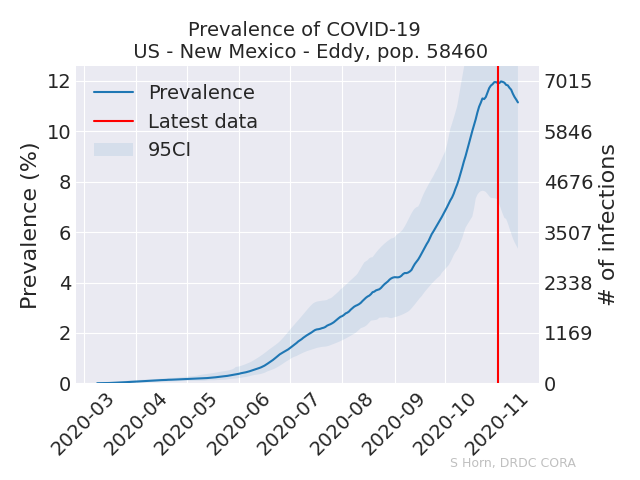 Prevalence of COVID-19
US - New Mexico - Eddy, pop. 58460
Prevalence
Latest data
95CI
Prevalence (%)
12
10
8
6
4
2
0
7015
5846
4676
3507
2338
1169
0
# of infections
2020-03
2020-04
2020-05
2020-06
2020-07
2020-08
2020-09
2020-10
2020-11
S Horn, DRDC CORA